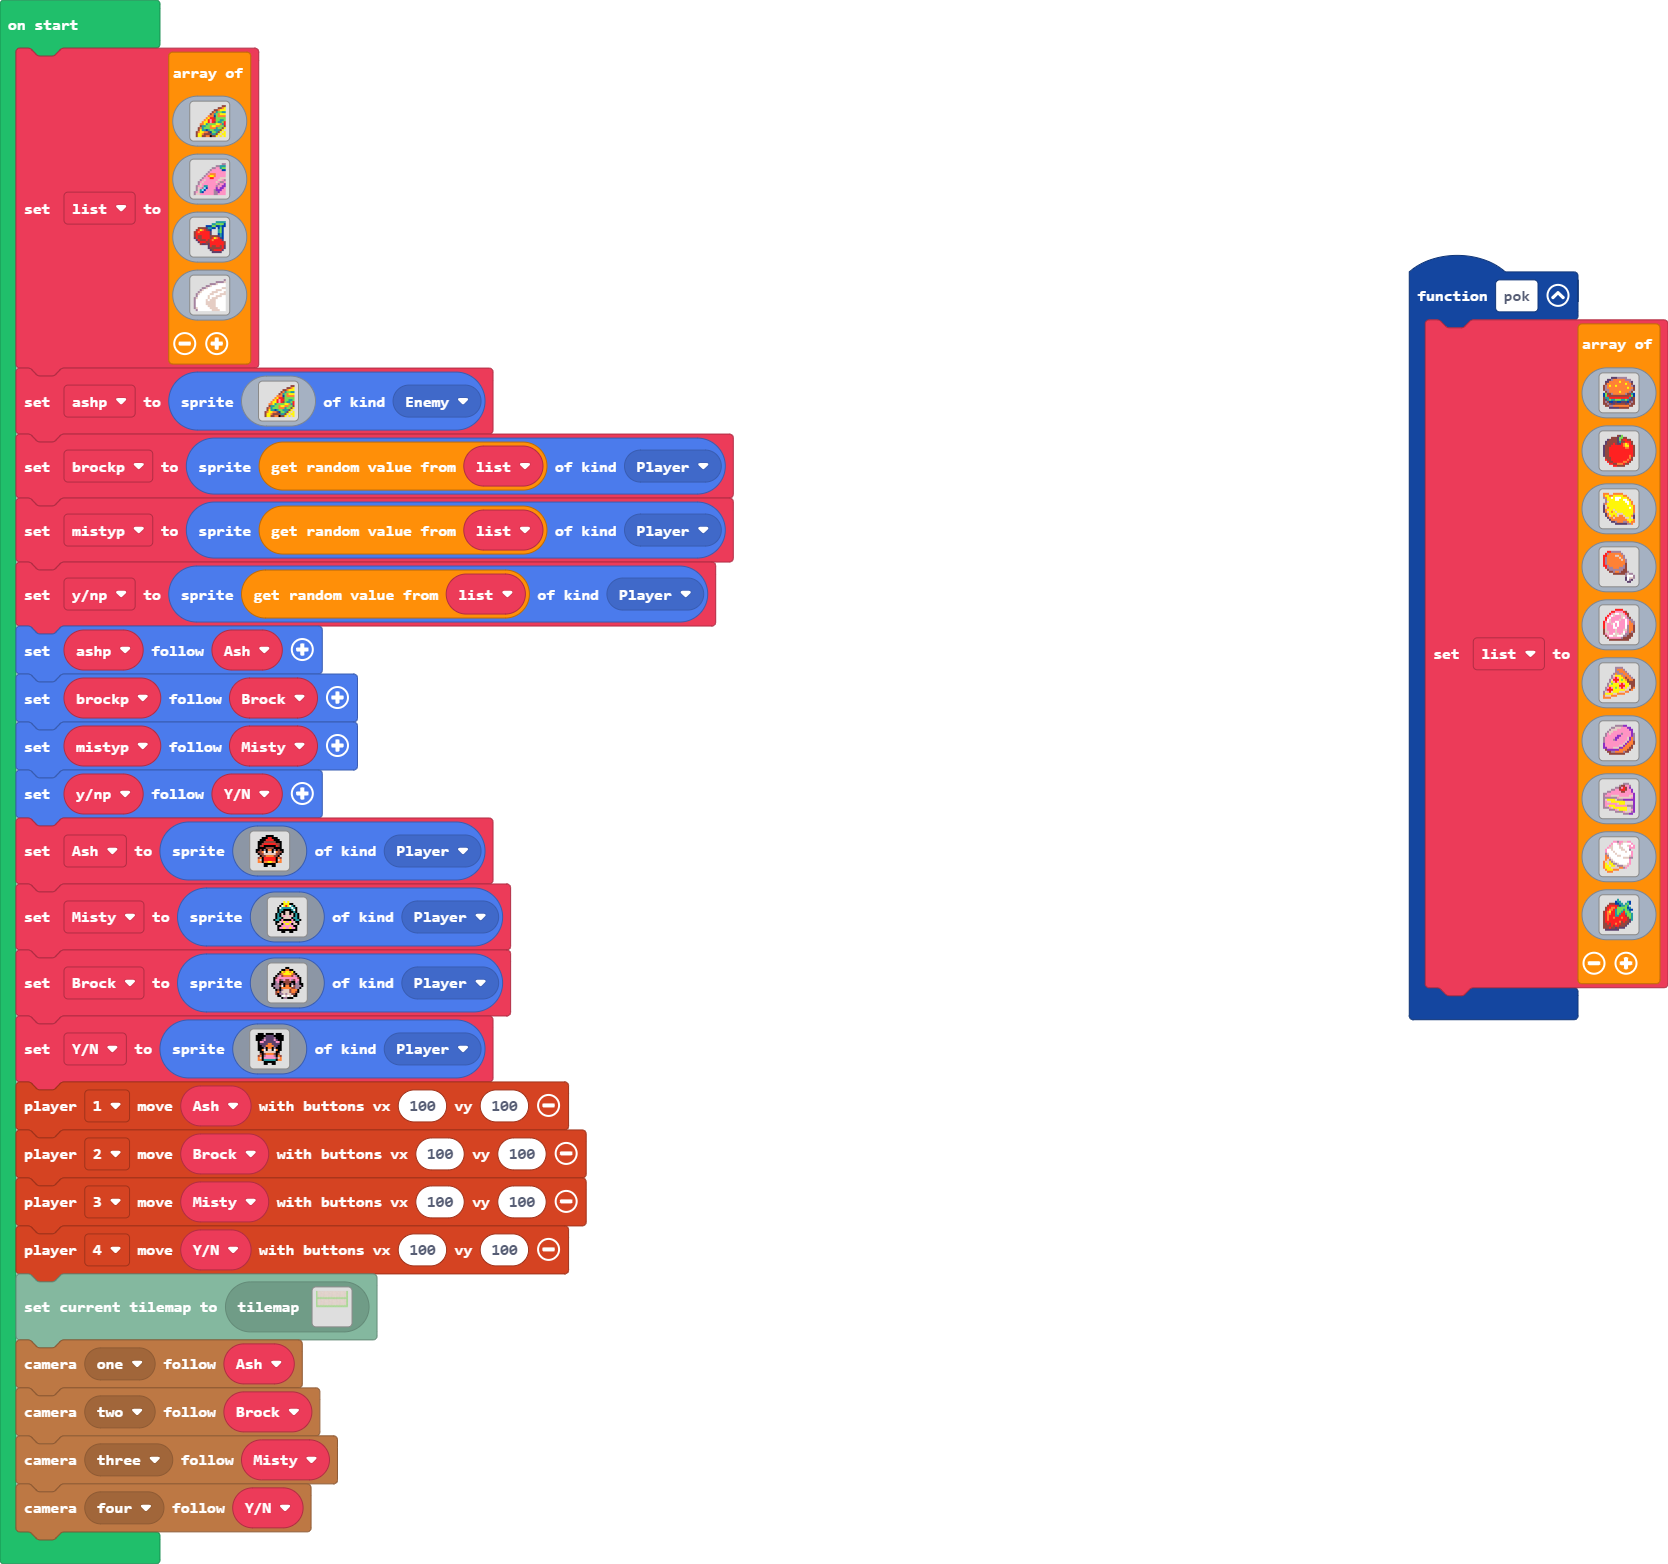 on start
array of
set list to
set ashp to sprite of kind Enemy
set brockp to sprite get random value from list of kind Player
set mistyp to sprite get random value from list of kind Player
set y/np to sprite get random value from list of kind Player
set ashp follow Ash
set brockp follow Brock
set mistyp follow Misty
set y/np follow Y/N
set Ash to sprite of kind Player
set Misty to sprite of kind Player
set Brock to sprite of kind Player
set Y/N to sprite of kind Player
player 1 move Ash with buttons vx 100 vy 100
player 2 move Brock with buttons vx 100 vy 100
player 3 move Misty with buttons vx 100 vy 100
player 4 move Y/N with buttons vx 100 vy 100
set current tilemap to tilemap
camera one follow Ash
camera two follow Brock
camera three follow Misty
camera four follow Y/N
function pok
array of
set list to